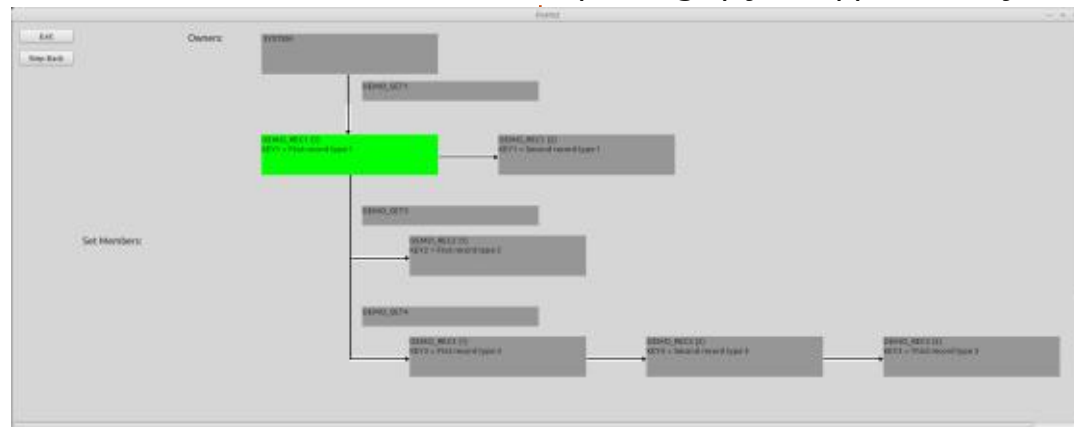 Exit
Step Back
Owners:
SYSTEM
DEMO_SET1
DEMO_REC1 [1]
KEY1 = First record type 1
DEMO_REC1 [2]
KEY1 = Second record type 1
DEMO_SET3
Set Members:
DEMO_REC2 [1]
KEY2 = First record type 2
DEMO_SET4
DEMO_REC3 [1]
KEY3 = First record type 3
DEMO_REC3 [2]
KEY3 = Second record type 3
DEMO_REC3 [3]
KEY3 = Third record type 3